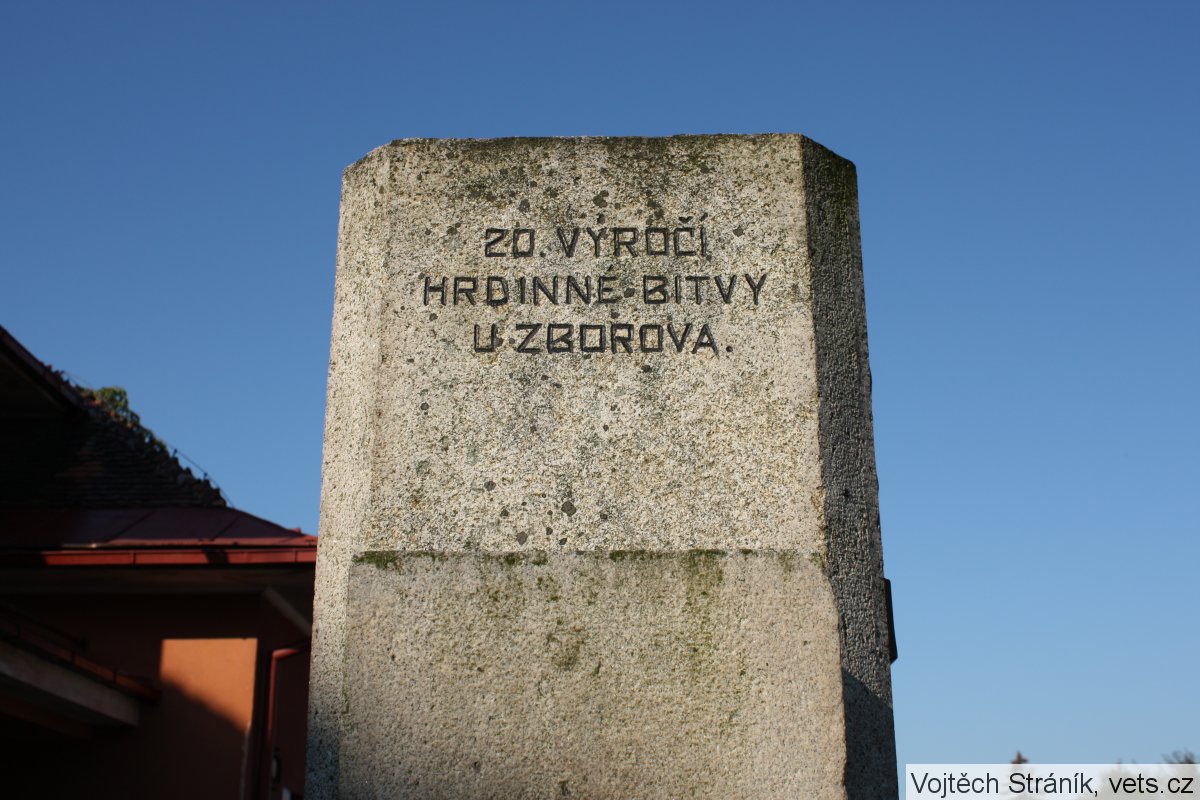 20. VÝROČÍ
HRDINNÉ BITVY
U ZBOROVA.
Vojtěch Stráník, vets.cz